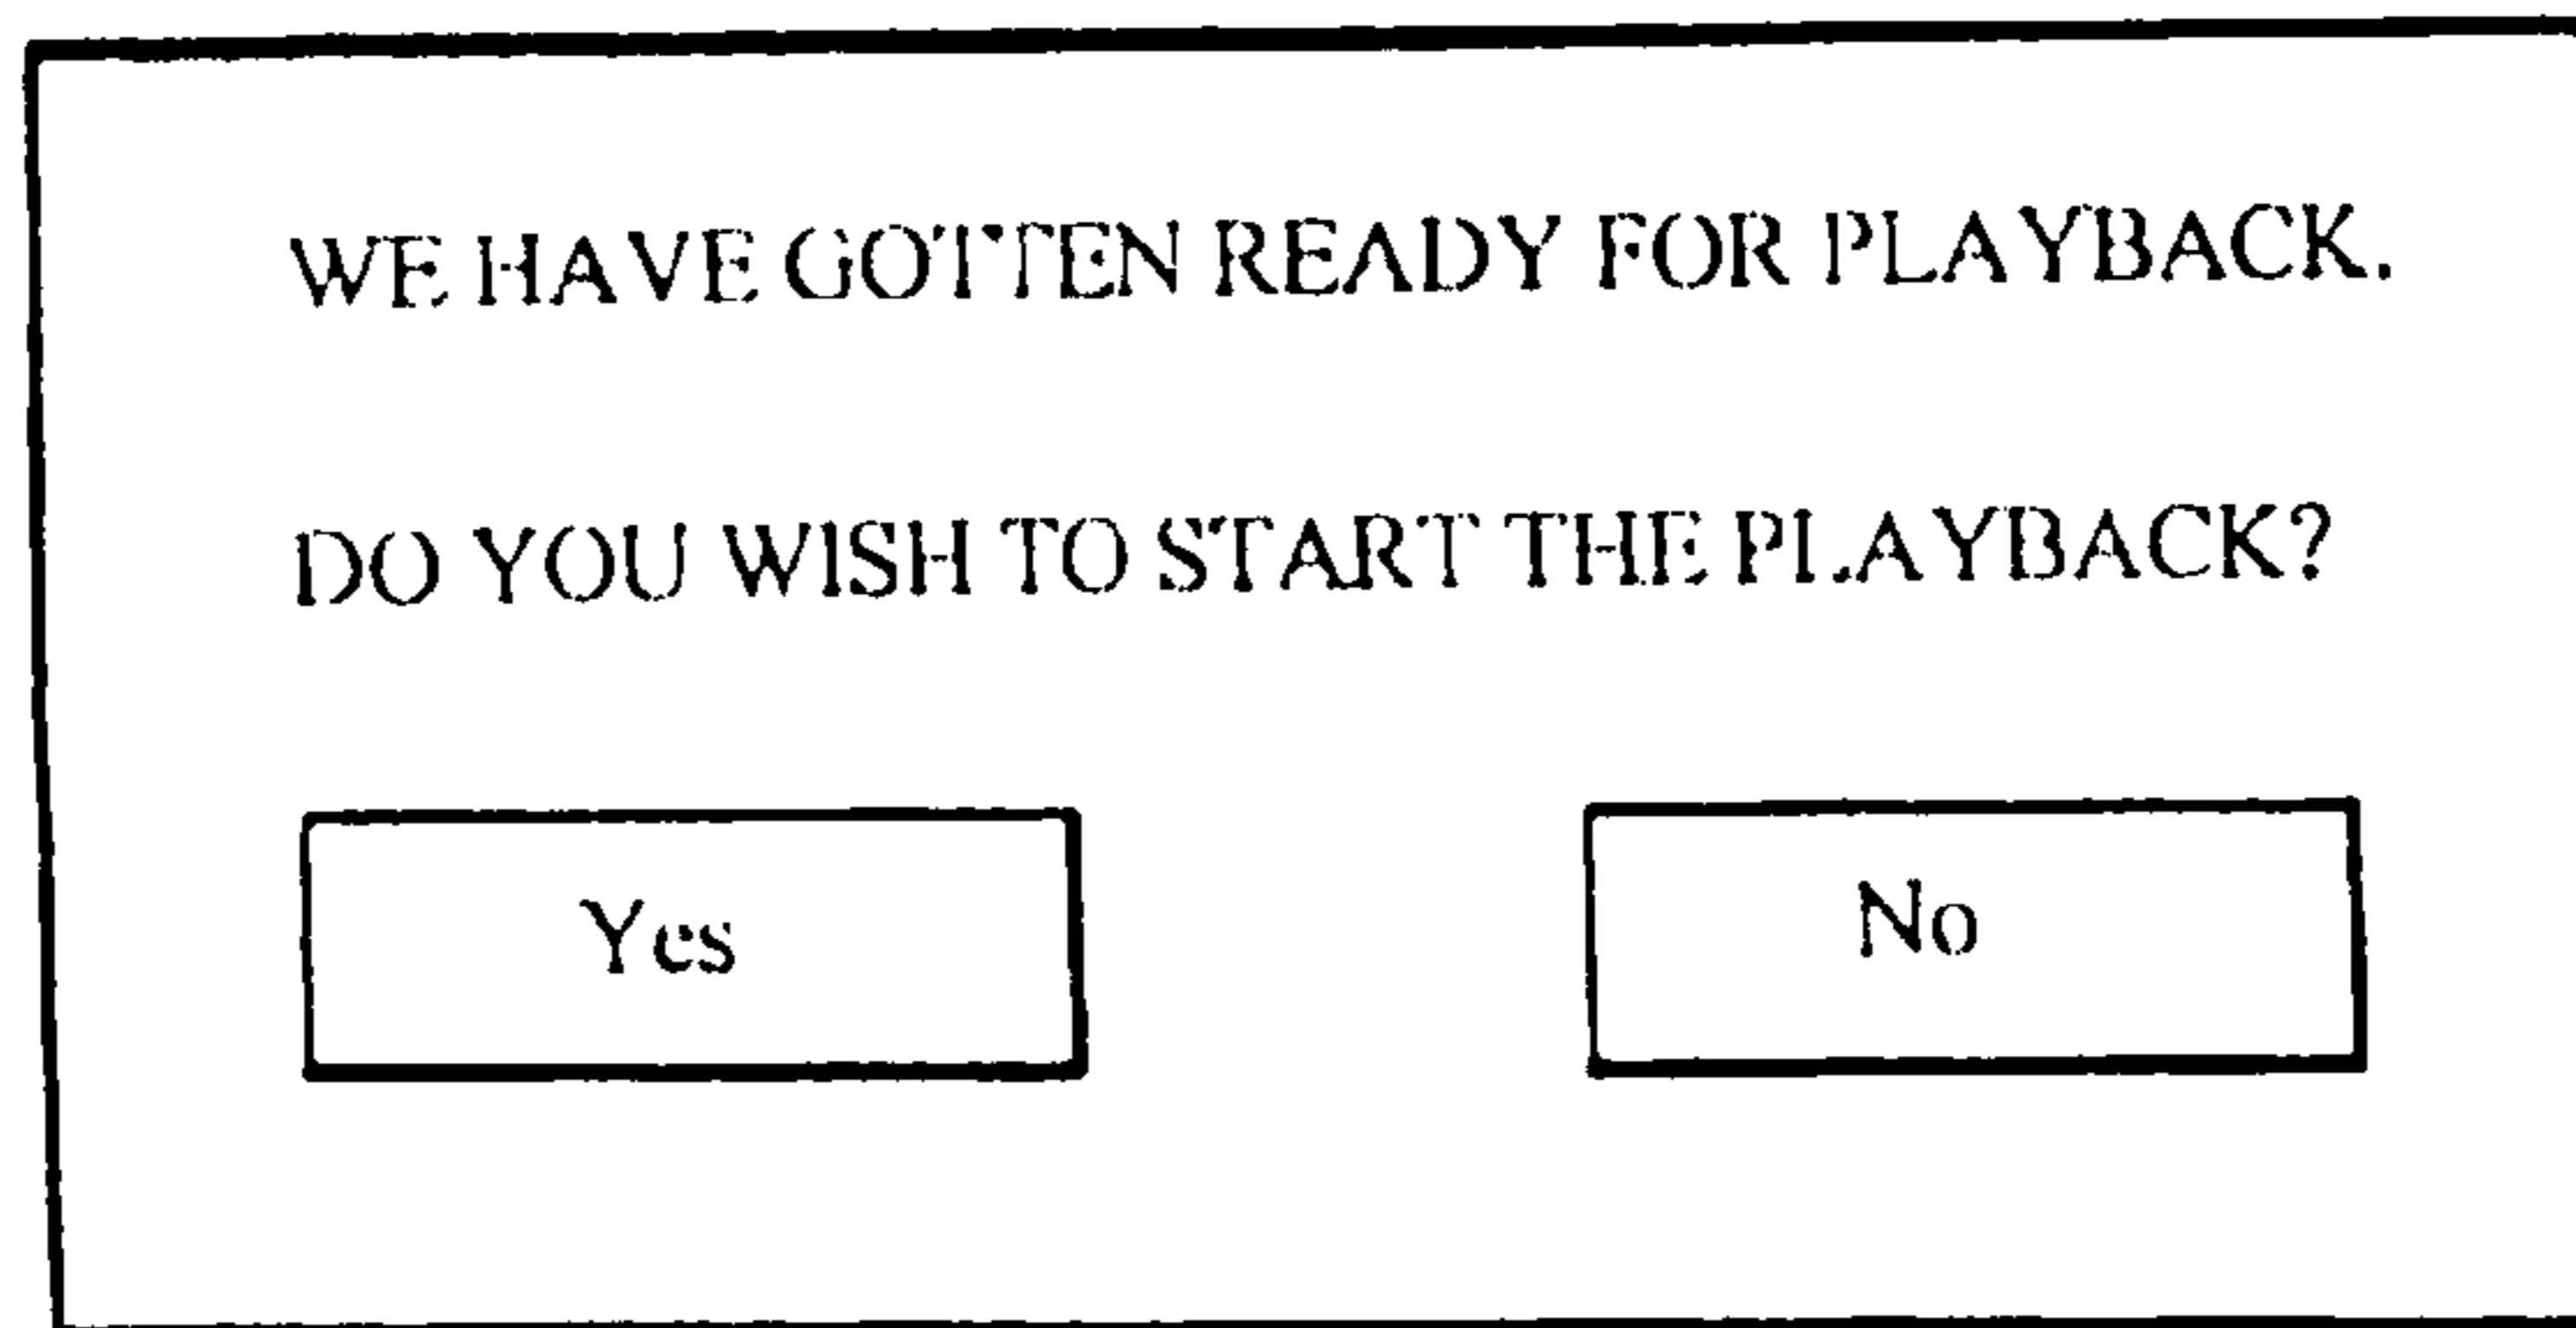 WE HAVE GOTTEN READY FOR PLAYBACK.
DO YOU WISH TO START THE PLAYBACK?
Yes
No